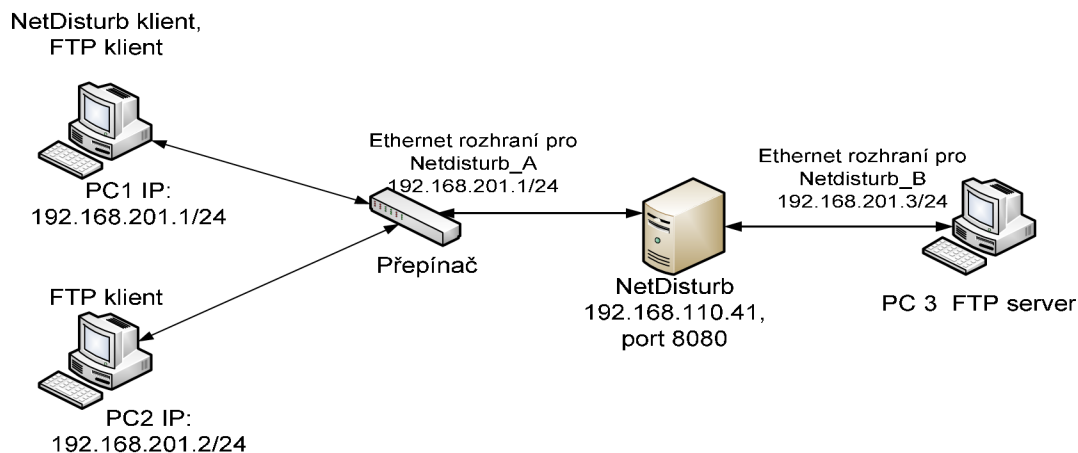 NetDisturb klient,
FTP klient
PC1 IP:
192.168.201.1/24
Ethernet rozhraní pro
Netdisturb_A
192.168.201.1/24
Přepínač
FTP klient
PC2 IP:
192.168.201.2/24
NetDisturb
192.168.110.41,
port 8080
Ethernet rozhraní pro
Netdisturb_B
192.168.201.3/24
PC 3 FTP server